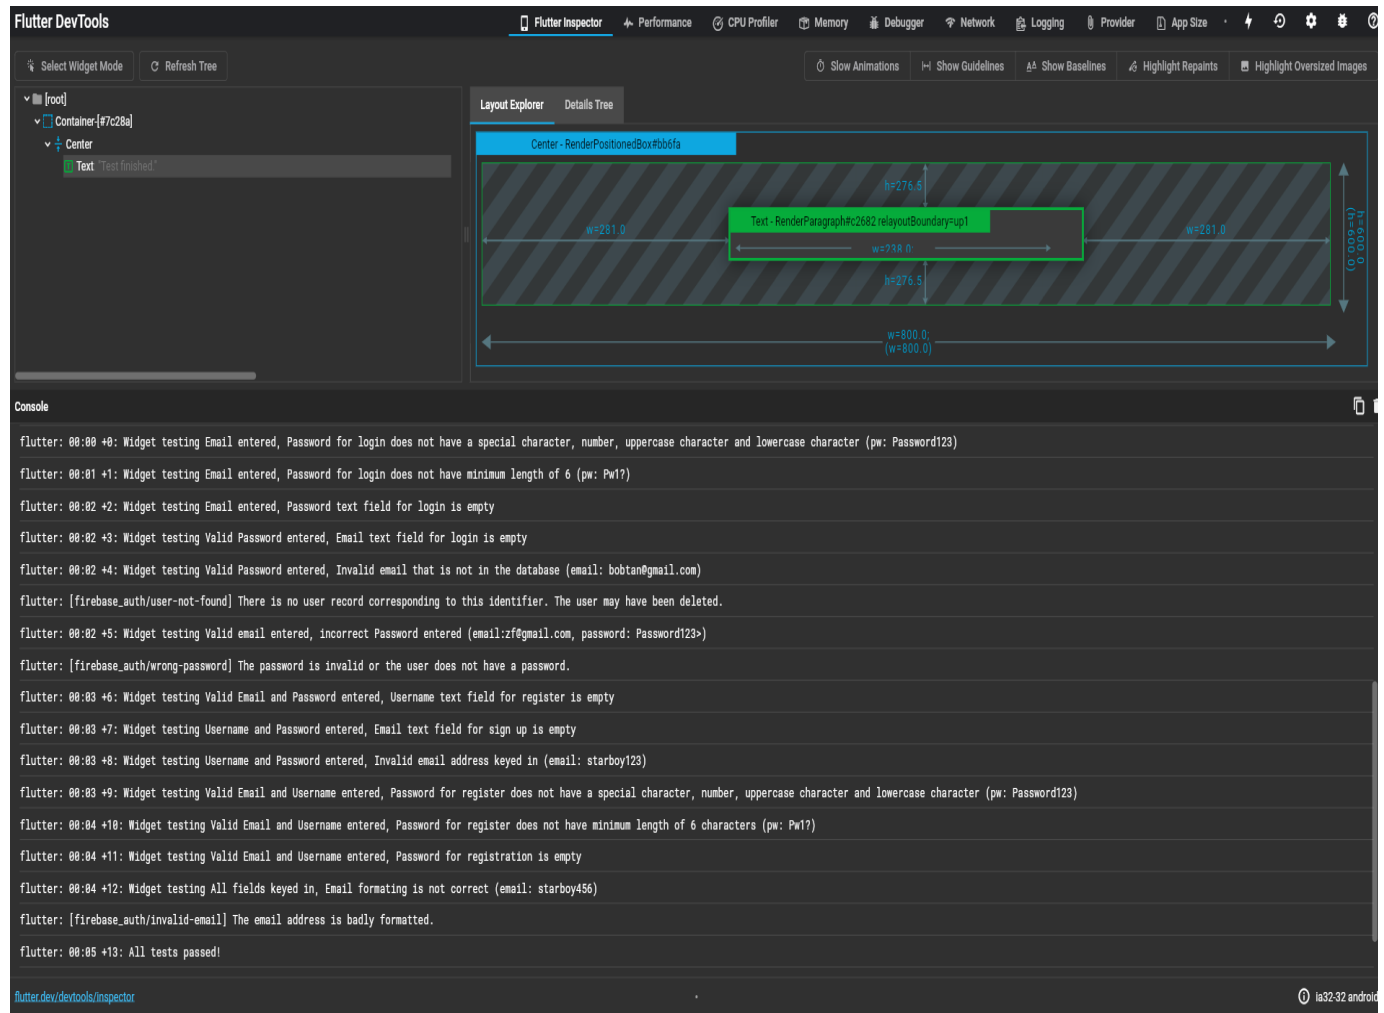 Flutter DevTools
Flutter Inspector
Performance
CPU Profiler
Memory
Debugger
Network
Logging
Provider
App Size
Select Widget Mode
Refresh Tree
Slow Animations
Show Guidelines
Show Baselines
Highlight Repaints
Highlight Oversized Images
[root]
Container-[#7c28a]
Center
Text: "Test finished."
Layout Explorer
Details Tree
Center - RenderPositionedBox#bb6fa
h=276.5
Text - RenderParagraph#c2682 relayoutBoundary=up1
w=281.0
w=238.0;
w=281.0
h=276.5
h=600.0
(h=600.0)
w=800.0;
(w=800.0)
Console
flutter: 00:00 +0: Widget testing Email entered, Password for login does not have a special character, number, uppercase character and lowercase character (pw: Password123)
flutter: 00:01 +1: Widget testing Email entered, Password for login does not have minimum length of 6 (pw: Pw1?)
flutter: 00:02 +2: Widget testing Email entered, Password text field for login is empty
flutter: 00:02 +3: Widget testing Valid Password entered, Email text field for login is empty
flutter: 00:02 +4: Widget testing Valid Password entered, Invalid email that is not in the database (email: bobtan@gmail.com)
flutter: [firebase_auth/user-not-found] There is no user record corresponding to this identifier. The user may have been deleted.
flutter: 00:02 +5: Widget testing Valid email entered, incorrect Password entered (email:zf@gmail.com, password: Password123>)
flutter: [firebase_auth/wrong-password] The password is invalid or the user does not have a password.
flutter: 00:03 +6: Widget testing Valid Email and Password entered, Username text field for register is empty
flutter: 00:03 +7: Widget testing Username and Password entered, Email text field for sign up is empty
flutter: 00:03 +8: Widget testing Username and Password entered, Invalid email address keyed in (email: starboy123)
flutter: 00:03 +9: Widget testing Valid Email and Username entered, Password for register does not have a special character, number, uppercase character and lowercase character (pw: Password123)
flutter: 00:04 +10: Widget testing Valid Email and Username entered, Password for register does not have minimum length of 6 characters (pw: Pw1?)
flutter: 00:04 +11: Widget testing Valid Email and Username entered, Password for registration is empty
flutter: 00:04 +12: Widget testing All fields keyed in, Email formating is not correct (email: starboy456)
flutter: [firebase_auth/invalid-email] The email address is badly formatted.
flutter: 00:05 +13: All tests passed!
flutter.dev/devtools/inspector
ia32-32 android